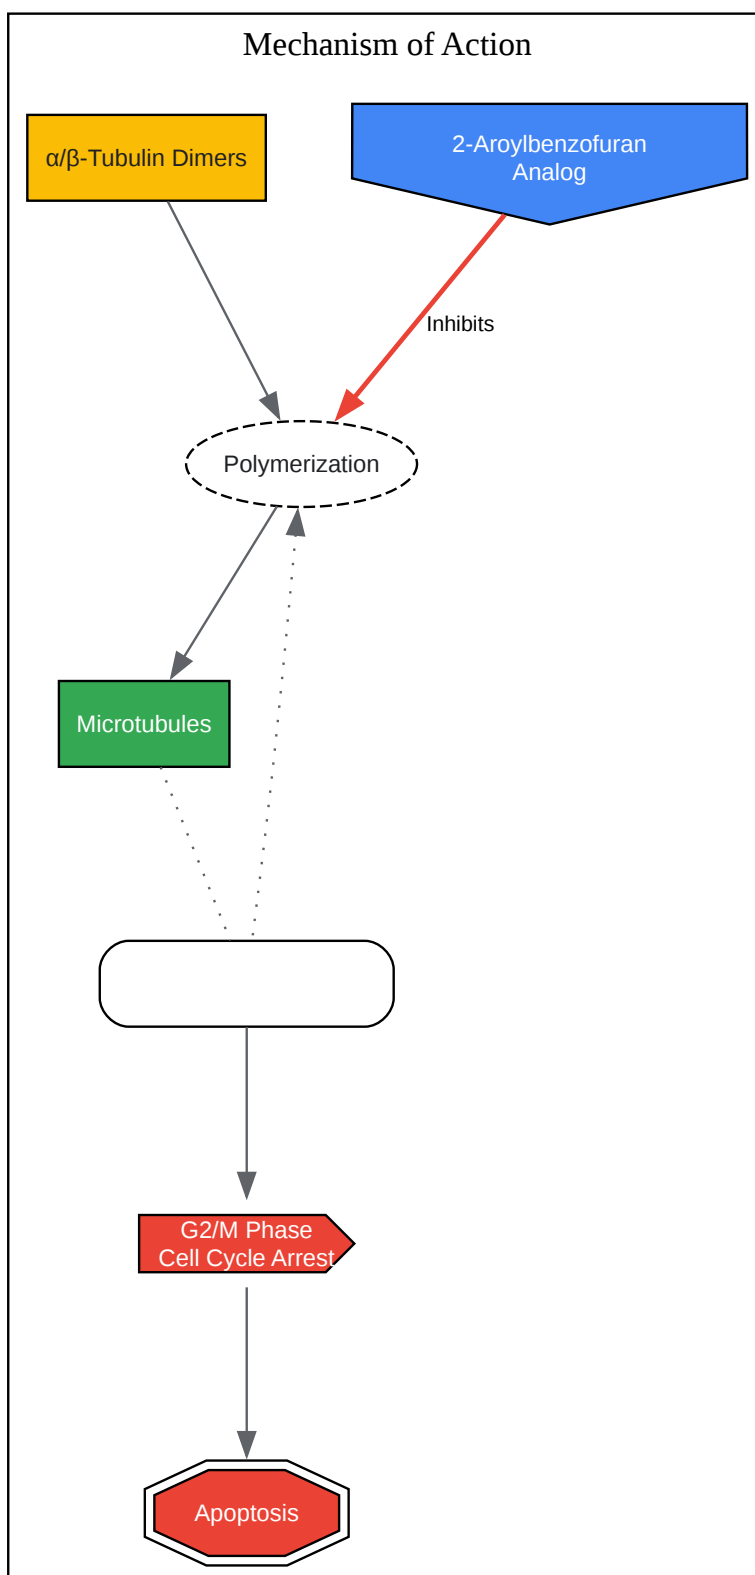 Mechanism of Action
α/β-Tubulin Dimers
2-Aroylbenzofuran
Analog
Inhibits
Polymerization
Microtubules
G2/M Phase
Cell Cycle Arrest
Apoptosis